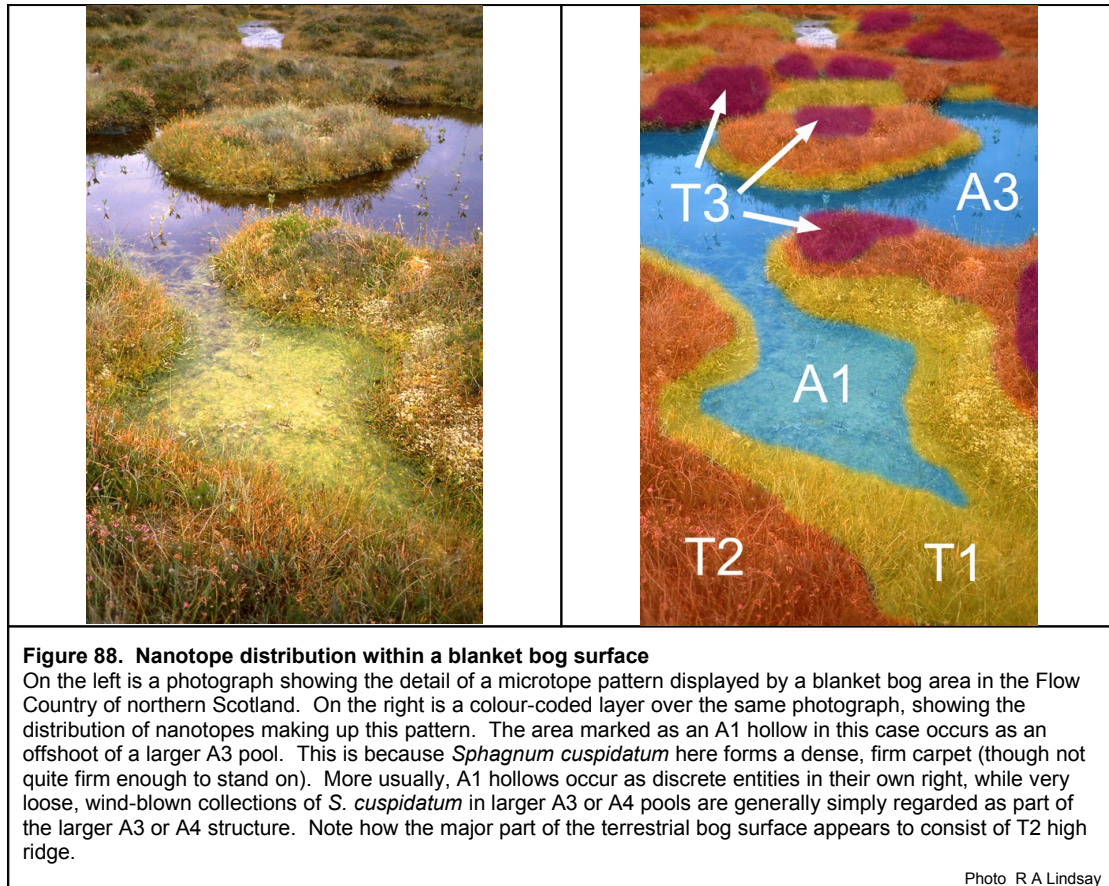 T3
A3
A1
T2
T1
Figure 88.  Nanotope distribution within a blanket bog surface
On the left is a photograph showing the detail of a microtope pattern displayed by a blanket bog area in the Flow
Country of northern Scotland.  On the right is a colour-coded layer over the same photograph, showing the
distribution of nanotopes making up this pattern.  The area marked as an A1 hollow in this case occurs as an
offshoot of a larger A3 pool.  This is because Sphagnum cuspidatum here forms a dense, firm carpet (though not
quite firm enough to stand on).  More usually, A1 hollows occur as discrete entities in their own right, while very
loose, wind-blown collections of S. cuspidatum in larger A3 or A4 pools are generally simply regarded as part of
the larger A3 or A4 structure.  Note how the major part of the terrestrial bog surface appears to consist of T2 high
ridge.
Photo  R A Lindsay